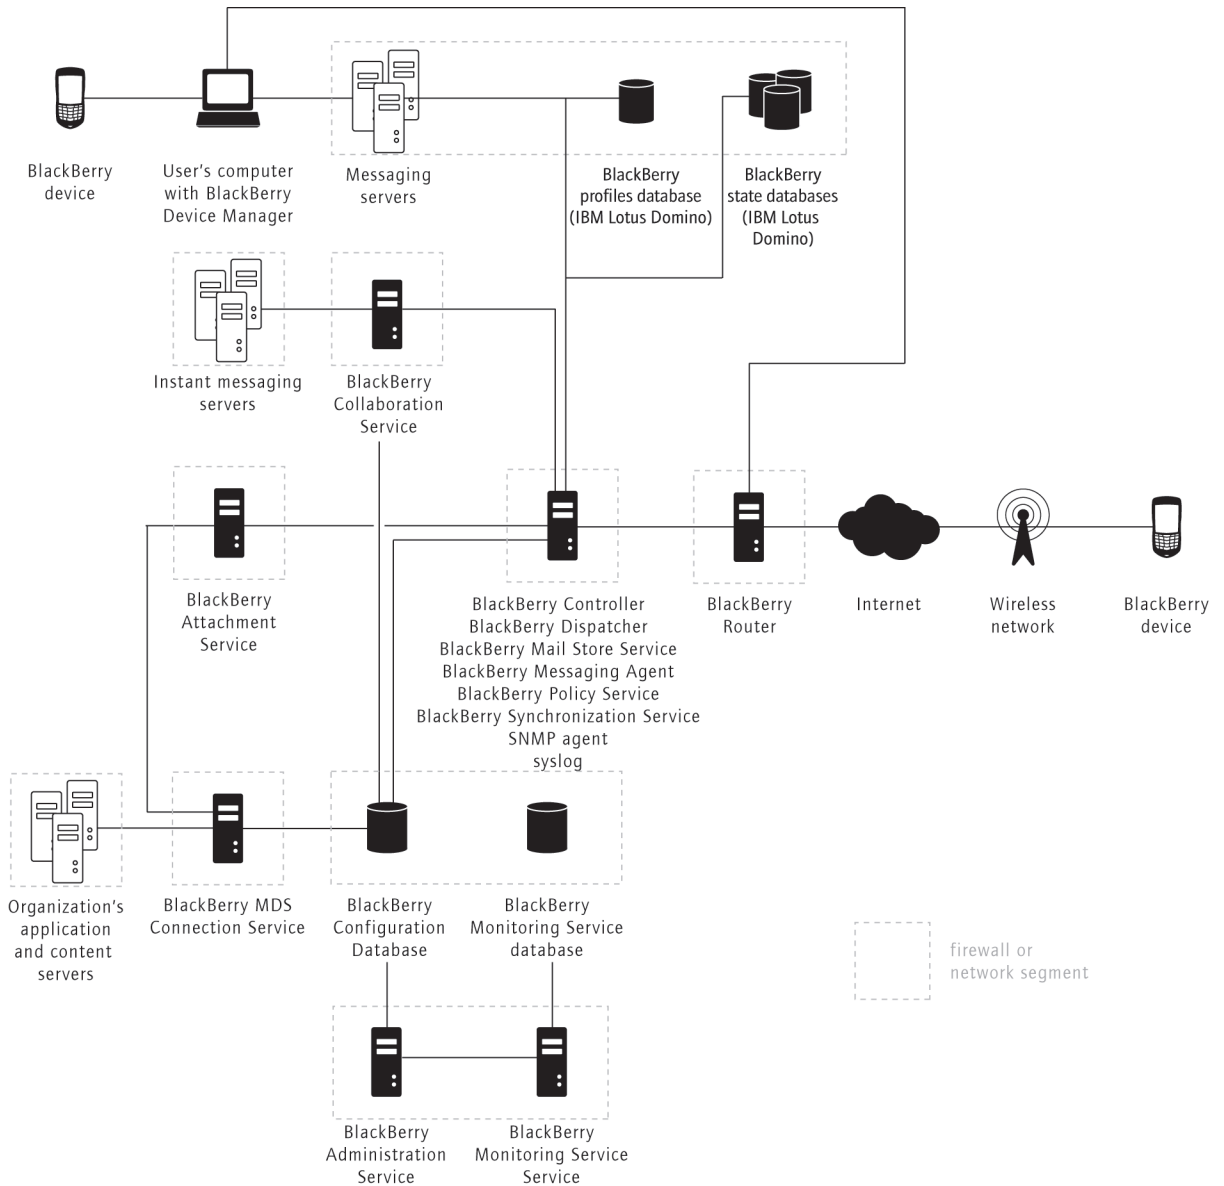 BlackBerry
device
User's computer
with BlackBerry
Device Manager
Messaging
servers
BlackBerry
profiles database
(IBM Lotus Domino)
BlackBerry
state databases
(IBM Lotus
Domino)
Instant messaging
servers
BlackBerry
Collaboration
Service
BlackBerry
Attachment
Service
BlackBerry Controller
BlackBerry Dispatcher
BlackBerry Mail Store Service
BlackBerry Messaging Agent
BlackBerry Policy Service
BlackBerry Synchronization Service
SNMP agent
syslog
BlackBerry
Router
Internet
Wireless
network
BlackBerry
device
Organization's
application
and content
servers
BlackBerry MDS
Connection Service
BlackBerry
Configuration
Database
BlackBerry
Monitoring Service
database
firewall or
network segment
BlackBerry
Administration
Service
BlackBerry
Monitoring Service
Service